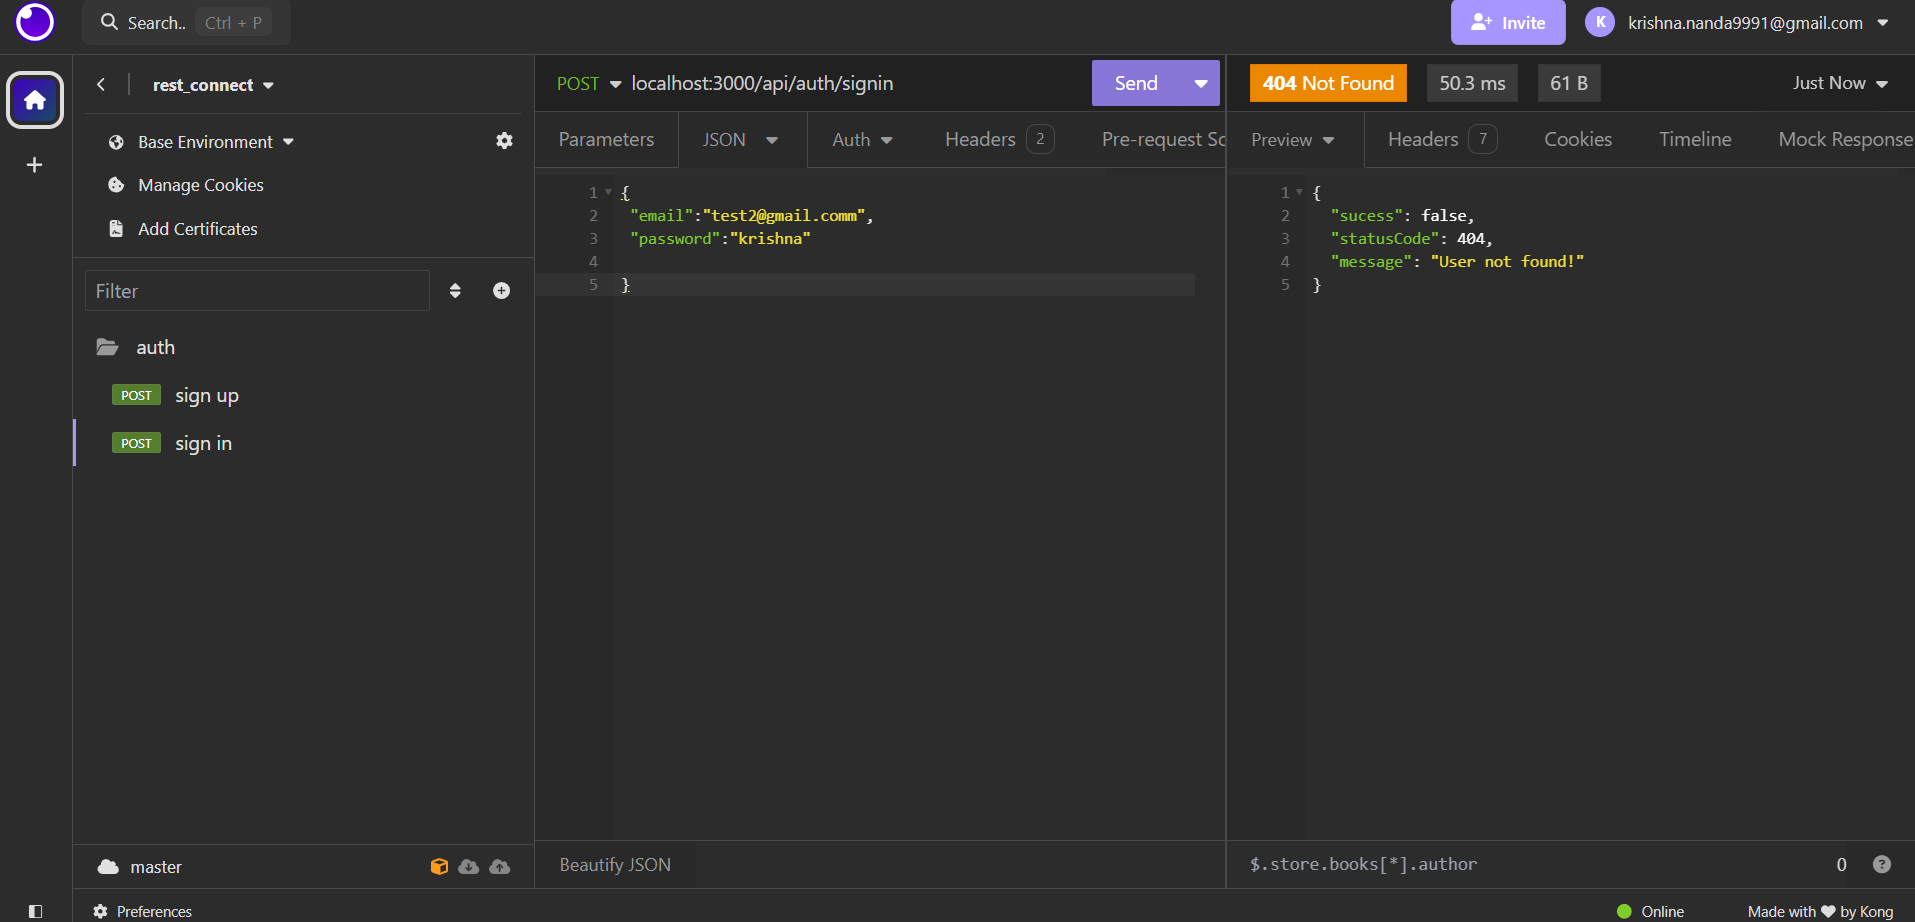 Search.. Ctrl + P
Invite
K krishna.nanda9991@gmail.com
rest_connect
Base Environment
Manage Cookies
Add Certificates
Filter
auth
POST sign up
POST sign in
master
Preferences
POST localhost:3000/api/auth/signin Send
Parameters JSON Auth Headers 2 Pre-request Sc
1 {
2 "email":"test2@gmail.comm",
3 "password":"krishna"
4
5 }
Beautify JSON
404 Not Found 50.3 ms 61 B Just Now
Preview Headers 7 Cookies Timeline Mock Response
1 {
2 "sucess": false,
3 "statusCode": 404,
4 "message": "User not found!"
5 }
$.store.books[*].author 0 ?
Online Made with ❤ by Kong